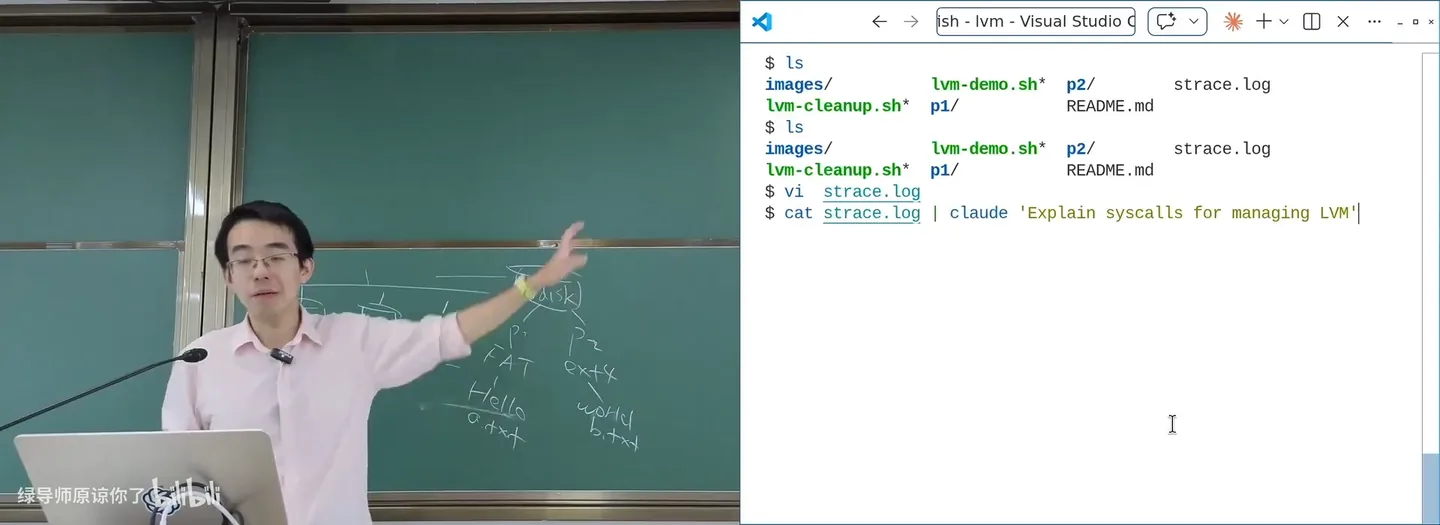 disk)
P1
P2
FAT
ext4
Hello
world
a.txt
b.txt
绿导师原谅你了
bilibili
ish - lvm - Visual Studio C
$ ls
images/ lvm-demo.sh* p2/ strace.log
lvm-cleanup.sh* p1/ README.md
$ ls
images/ lvm-demo.sh* p2/ strace.log
lvm-cleanup.sh* p1/ README.md
$ vi strace.log
$ cat strace.log | claude 'Explain syscalls for managing LVM'